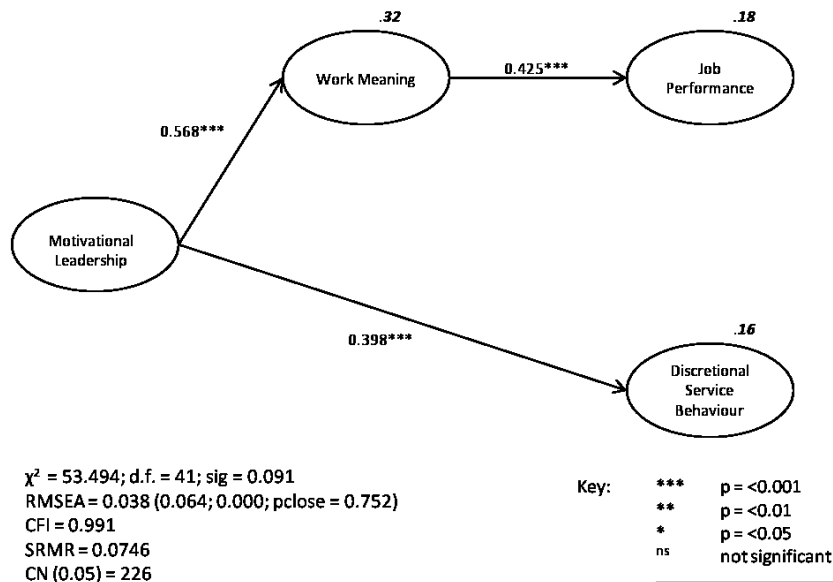 .32
.18
Work Meaning
0.425***
Job
Performance
0.568***
Motivational
Leadership
0.398***
.16
Discretional
Service
Behaviour
χ² = 53.494; d.f. = 41; sig = 0.091
RMSEA = 0.038 (0.064; 0.000; pclose = 0.752)
CFI = 0.991
SRMR = 0.0746
CN (0.05) = 226
Key: *** p = <0.001
** p = <0.01
* p = <0.05
ns not significant